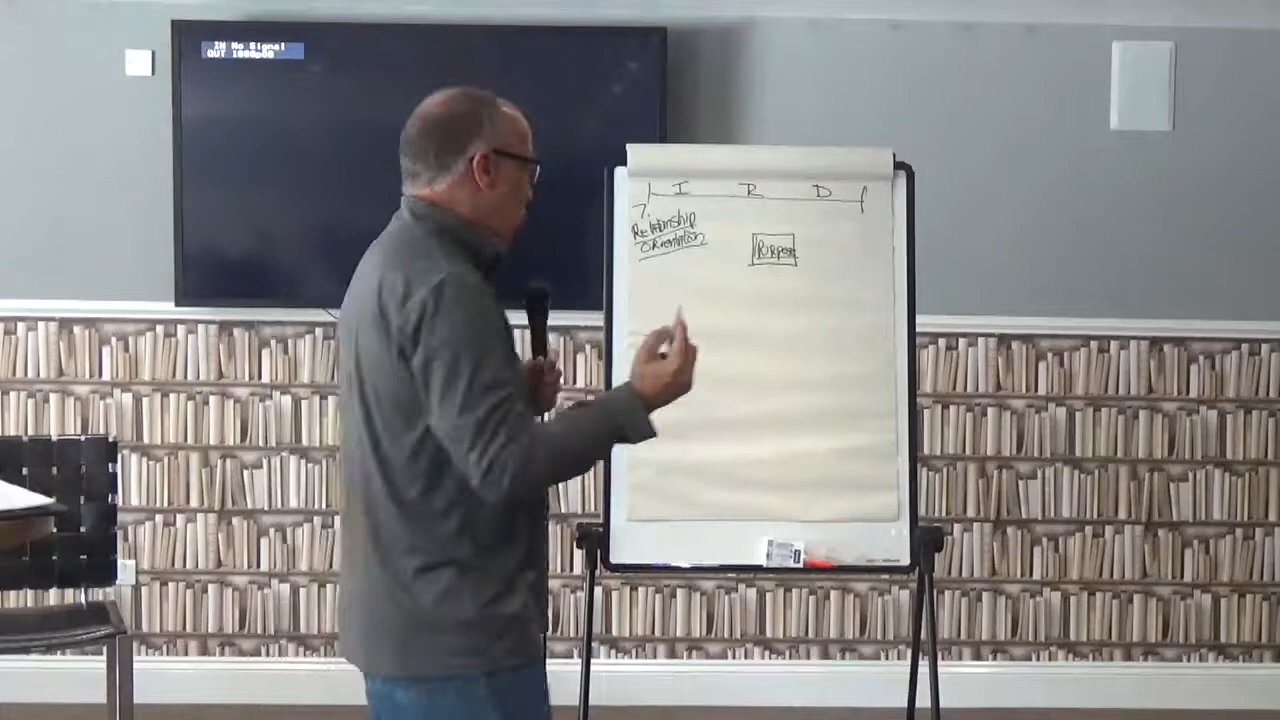 IN No Signal
OUT 1080p60
I R D
7.
Relationship
ORientation
PURpose